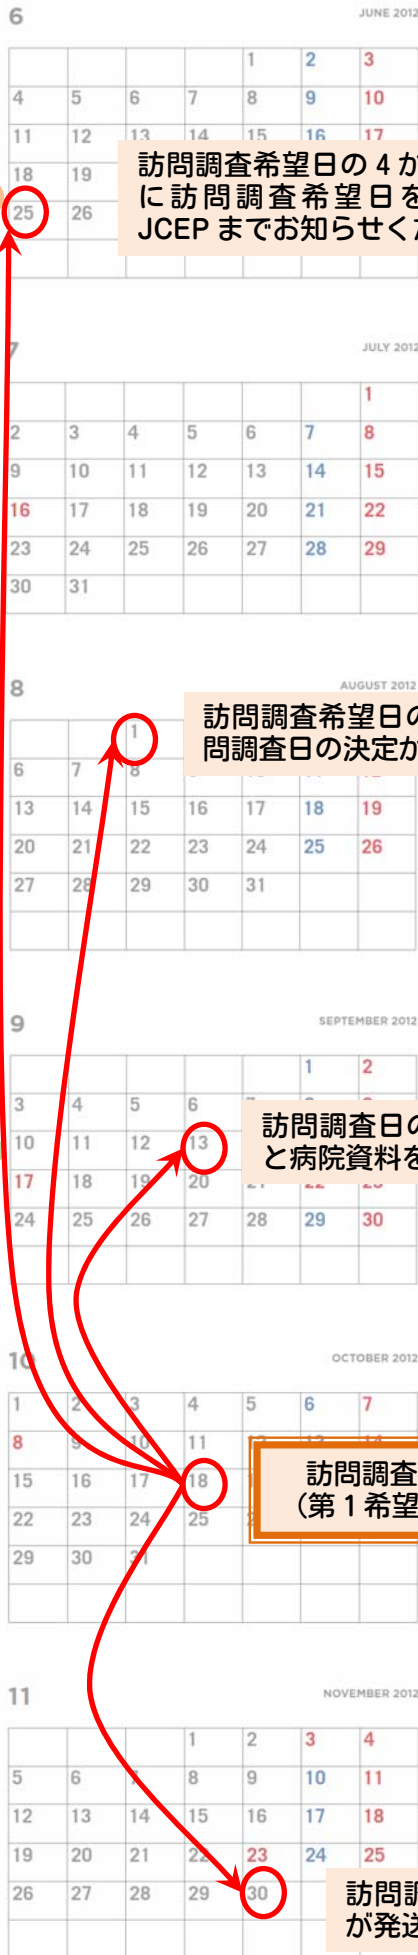 6 JUNE 2012
1 2 3
4 5 6 7 8 9 10
11 12 13 14 15 16 17
18 19
25 26
訪問調査希望日の4か
に訪問調査希望日を
JCEPまでお知らせく
7 JULY 2012
1
2 3 4 5 6 7 8
9 10 11 12 13 14 15
16 17 18 19 20 21 22
23 24 25 26 27 28 29
30 31
8 AUGUST 2012
1
訪問調査希望日の
問調査日の決定か
6 7 8
13 14 15 16 17 18 19
20 21 22 23 24 25 26
27 28 29 30 31
9 SEPTEMBER 2012
1 2
3 4 5 6
10 11 12 13
訪問調査日の
と病院資料を
17 18 19 20
24 25 26 27 28 29 30
10 OCTOBER 2012
1 2 3 4 5 6 7
8 9 10 11
15 16 17 18
訪問調査
（第1希望
22 23 24 25
29 30 31
11 NOVEMBER 2012
1 2 3 4
5 6 7 8 9 10 11
12 13 14 15 16 17 18
19 20 21 22 23 24 25
26 27 28 29 30
訪問調
が発送